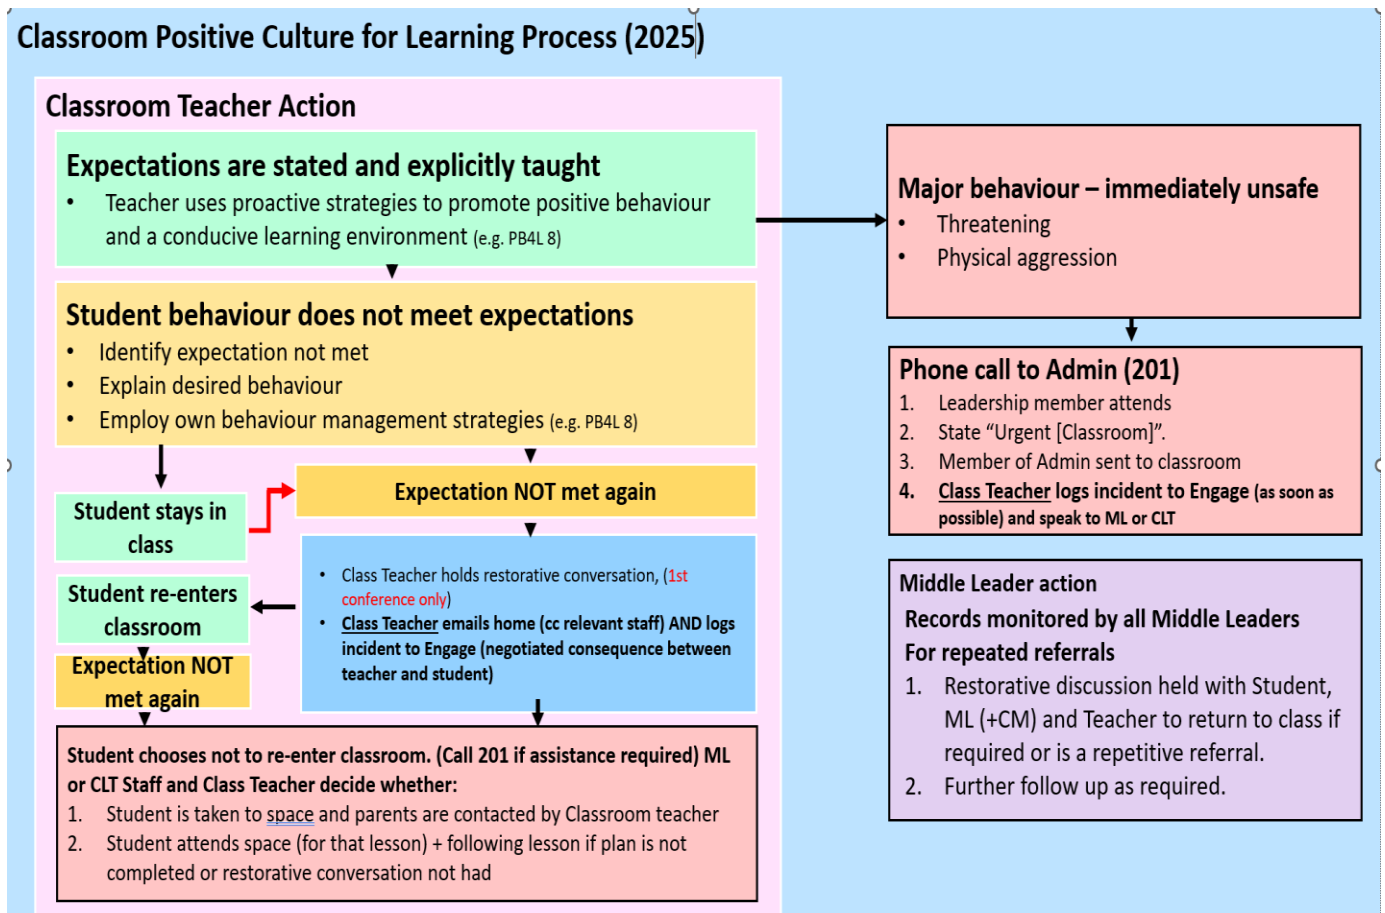 Classroom Positive Culture for Learning Process (2025)
Classroom Teacher Action
Expectations are stated and explicitly taught
• Teacher uses proactive strategies to promote positive behaviour
and a conducive learning environment (e.g. PB4L 8)
Student behaviour does not meet expectations
• Identify expectation not met
• Explain desired behaviour
• Employ own behaviour management strategies (e.g. PB4L 8)
Student stays in
class
Expectation NOT met again
• Class Teacher holds restorative conversation, (1st
conference only)
• Class Teacher emails home (cc relevant staff) AND logs
incident to Engage (negotiated consequence between
teacher and student)
Student re-enters
classroom
Expectation NOT
met again
Student chooses not to re-enter classroom. (Call 201 if assistance required) ML
or CLT Staff and Class Teacher decide whether:
1. Student is taken to space and parents are contacted by Classroom teacher
2. Student attends space (for that lesson) + following lesson if plan is not
completed or restorative conversation not had
Major behaviour – immediately unsafe
• Threatening
• Physical aggression
Phone call to Admin (201)
1. Leadership member attends
2. State “Urgent [Classroom]”.
3. Member of Admin sent to classroom
4. Class Teacher logs incident to Engage (as soon as
possible) and speak to ML or CLT
Middle Leader action
Records monitored by all Middle Leaders
For repeated referrals
1. Restorative discussion held with Student,
ML (+CM) and Teacher to return to class if
required or is a repetitive referral.
2. Further follow up as required.